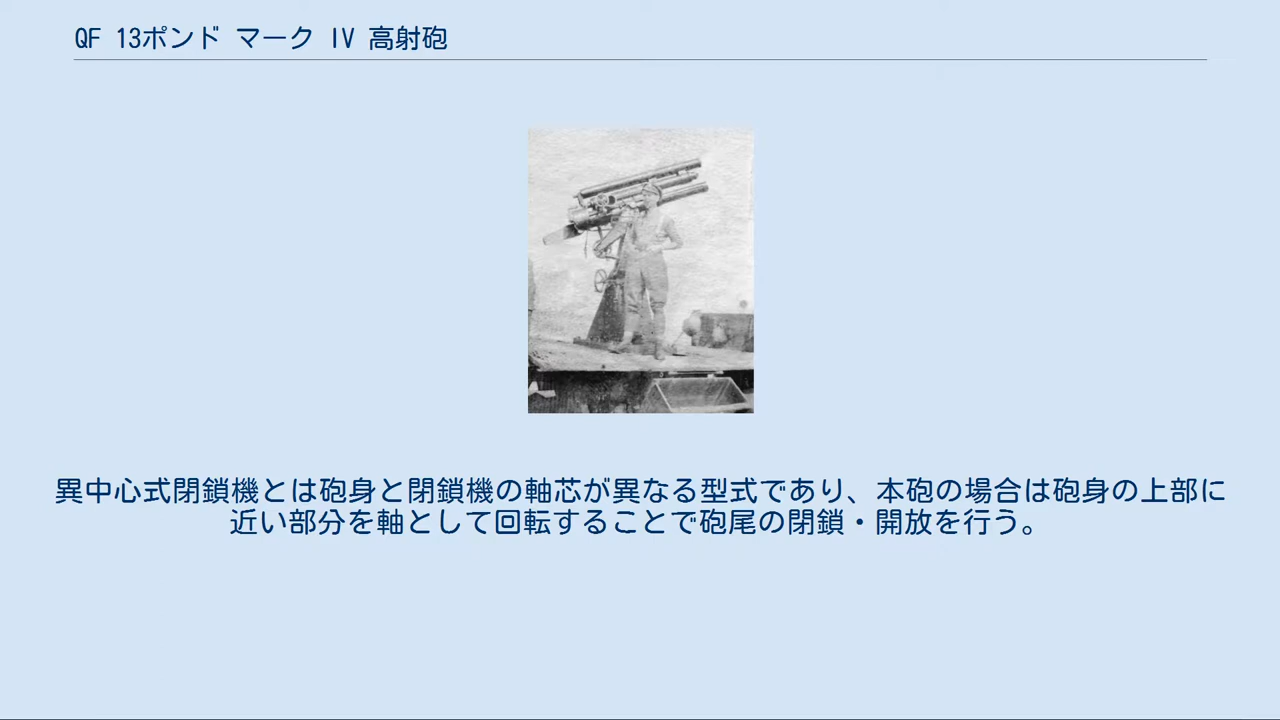 QF 13ポンド マーク IV 高射砲
異中心式閉鎖機とは砲身と閉鎖機の軸芯が異なる型式であり、本砲の場合は砲身の上部に
近い部分を軸として回転することで砲尾の閉鎖・開放を行う。